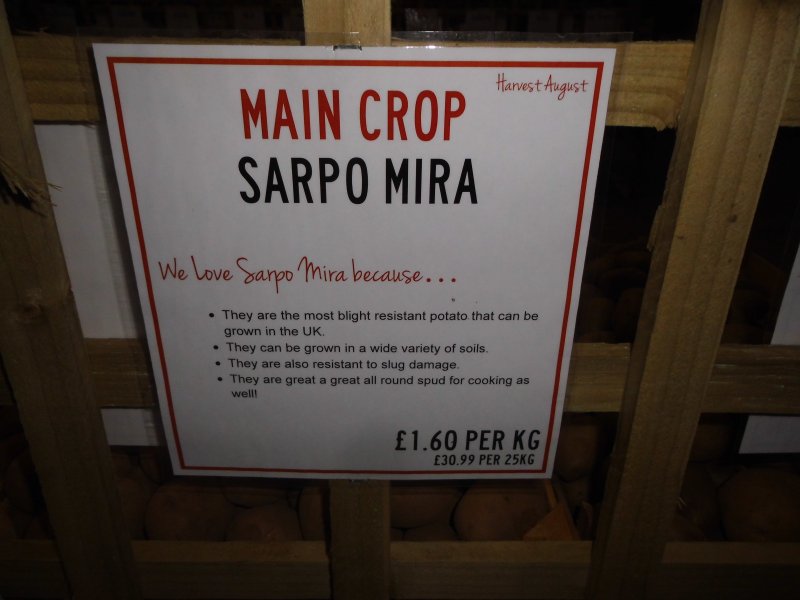 Harvest August
MAIN CROP
SARPO MIRA
We Love Sarpo Mira because...
• They are the most blight resistant potato that can be
grown in the UK.
• They can be grown in a wide variety of soils.
• They are also resistant to slug damage.
• They are great a great all round spud for cooking as
well!
£1.60 PER KG
£30.99 PER 25KG